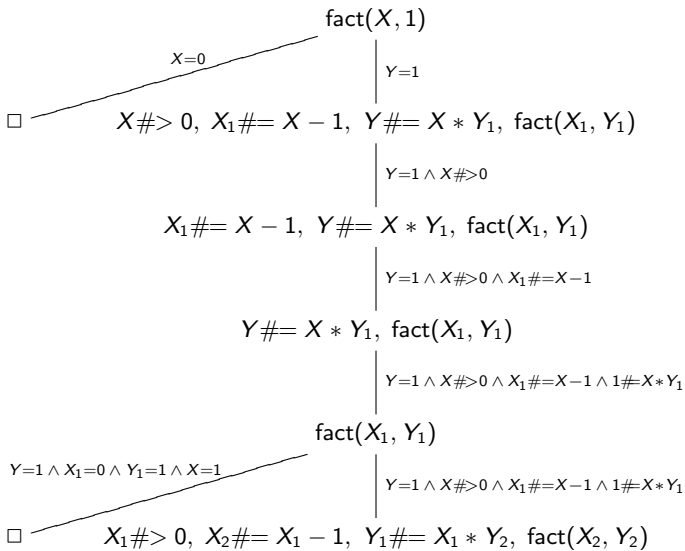 fact(X, 1)
X=0
Y=1
□ X#> 0, X₁#= X − 1, Y#= X ∗ Y₁, fact(X₁, Y₁)
Y=1 ∧ X#>0
X₁#= X − 1, Y#= X ∗ Y₁, fact(X₁, Y₁)
Y=1 ∧ X#>0 ∧ X₁#=X−1
Y#= X ∗ Y₁, fact(X₁, Y₁)
Y=1 ∧ X#>0 ∧ X₁#=X−1 ∧ 1#=X∗Y₁
fact(X₁, Y₁)
Y=1 ∧ X₁=0 ∧ Y₁=1 ∧ X=1
Y=1 ∧ X#>0 ∧ X₁#=X−1 ∧ 1#=X∗Y₁
□ X₁#> 0, X₂#= X₁ − 1, Y₁#= X₁ ∗ Y₂, fact(X₂, Y₂)